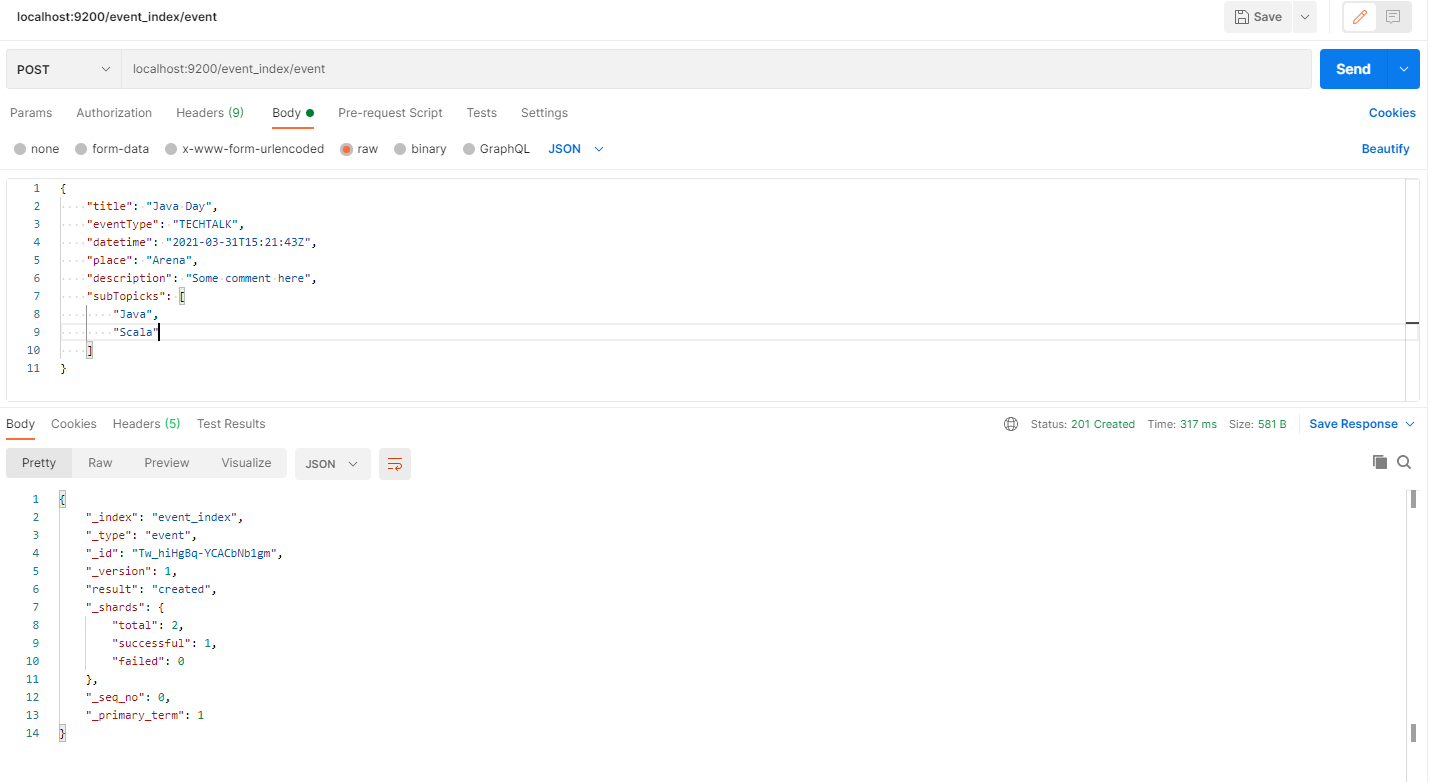 localhost:9200/event_index/event
Save
POST
localhost:9200/event_index/event
Send
Params Authorization Headers (9) Body Pre-request Script Tests Settings Cookies
none form-data x-www-form-urlencoded raw binary GraphQL JSON Beautify
1 {
2 "title": "Java Day",
3 "eventType": "TECHTALK",
4 "datetime": "2021-03-31T15:21:43Z",
5 "place": "Arena",
6 "description": "Some comment here",
7 "subTopicks": [
8 "Java",
9 "Scala"
10 ]
11 }
Body Cookies Headers (5) Test Results Status: 201 Created Time: 317 ms Size: 581 B Save Response
Pretty Raw Preview Visualize JSON
1 {
2 "_index": "event_index",
3 "_type": "event",
4 "_id": "Tw_hiHgBq-YCACbNb1gm",
5 "_version": 1,
6 "result": "created",
7 "_shards": {
8 "total": 2,
9 "successful": 1,
10 "failed": 0
11 },
12 "_seq_no": 0,
13 "_primary_term": 1
14 }